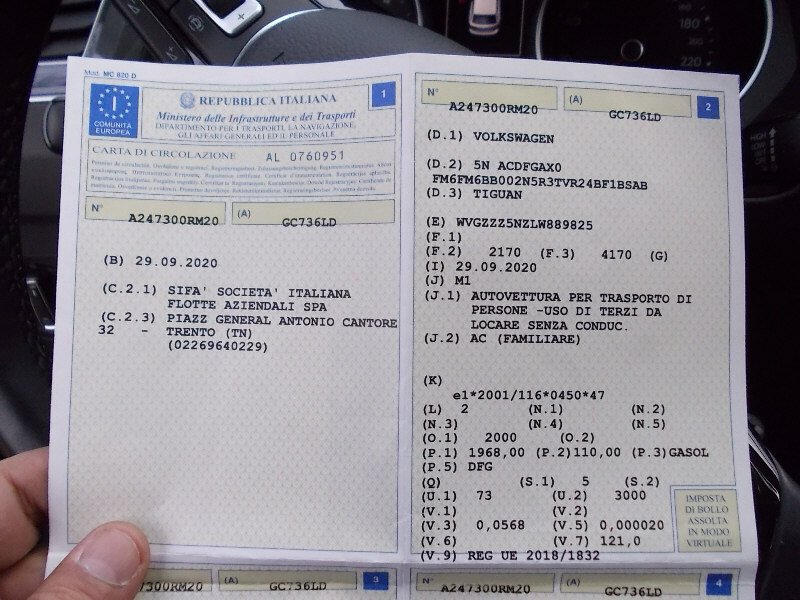 Mod. MC 820 D
I
COMUNITÀ
EUROPEA
REPUBBLICA ITALIANA
1
Ministero delle Infrastrutture e dei Trasporti
DIPARTIMENTO PER I TRASPORTI, LA NAVIGAZIONE,
GLI AFFARI GENERALI ED IL PERSONALE
CARTA DI CIRCOLAZIONE AL 0760951
N° A247300RM20 (A) GC736LD
(B) 29.09.2020
(C.2.1) SIFA' SOCIETA' ITALIANA
FLOTTE AZIENDALI SPA
(C.2.3) PIAZZ GENERAL ANTONIO CANTORE
32 - TRENTO (TN)
(02269640229)
N° A247300RM20 (A) GC736LD 2
(D.1) VOLKSWAGEN
(D.2) 5N ACDFGAX0
FM6FM6BB002N5R3TVR24BF1BSAB
(D.3) TIGUAN
(E) WVGZZZ5NZLW889825
(F.1)
(F.2) 2170 (F.3) 4170 (G)
(I) 29.09.2020
(J) M1
(J.1) AUTOVETTURA PER TRASPORTO DI
PERSONE -USO DI TERZI DA
LOCARE SENZA CONDUC.
(J.2) AC (FAMILIARE)
(K)
e1*2001/116*0450*47
(L) 2 (N.1) (N.2)
(N.3) (N.4) (N.5)
(O.1) 2000 (O.2)
(P.1) 1968,00 (P.2)110,00 (P.3)GASOL
(P.5) DFG
(Q) (S.1) 5 (S.2)
(U.1) 73 (U.2) 3000
(V.1) (V.2)
(V.3) 0,0568 (V.5) 0,000020
(V.6) (V.7) 121,0
(V.9) REG UE 2018/1832
IMPOSTA
DI BOLLO
ASSOLTA
IN MODO
VIRTUALE
7300RM20 (A) GC736LD 3
N° A247300RM20 (A) GC736LD 4
180
200
220
HIGH